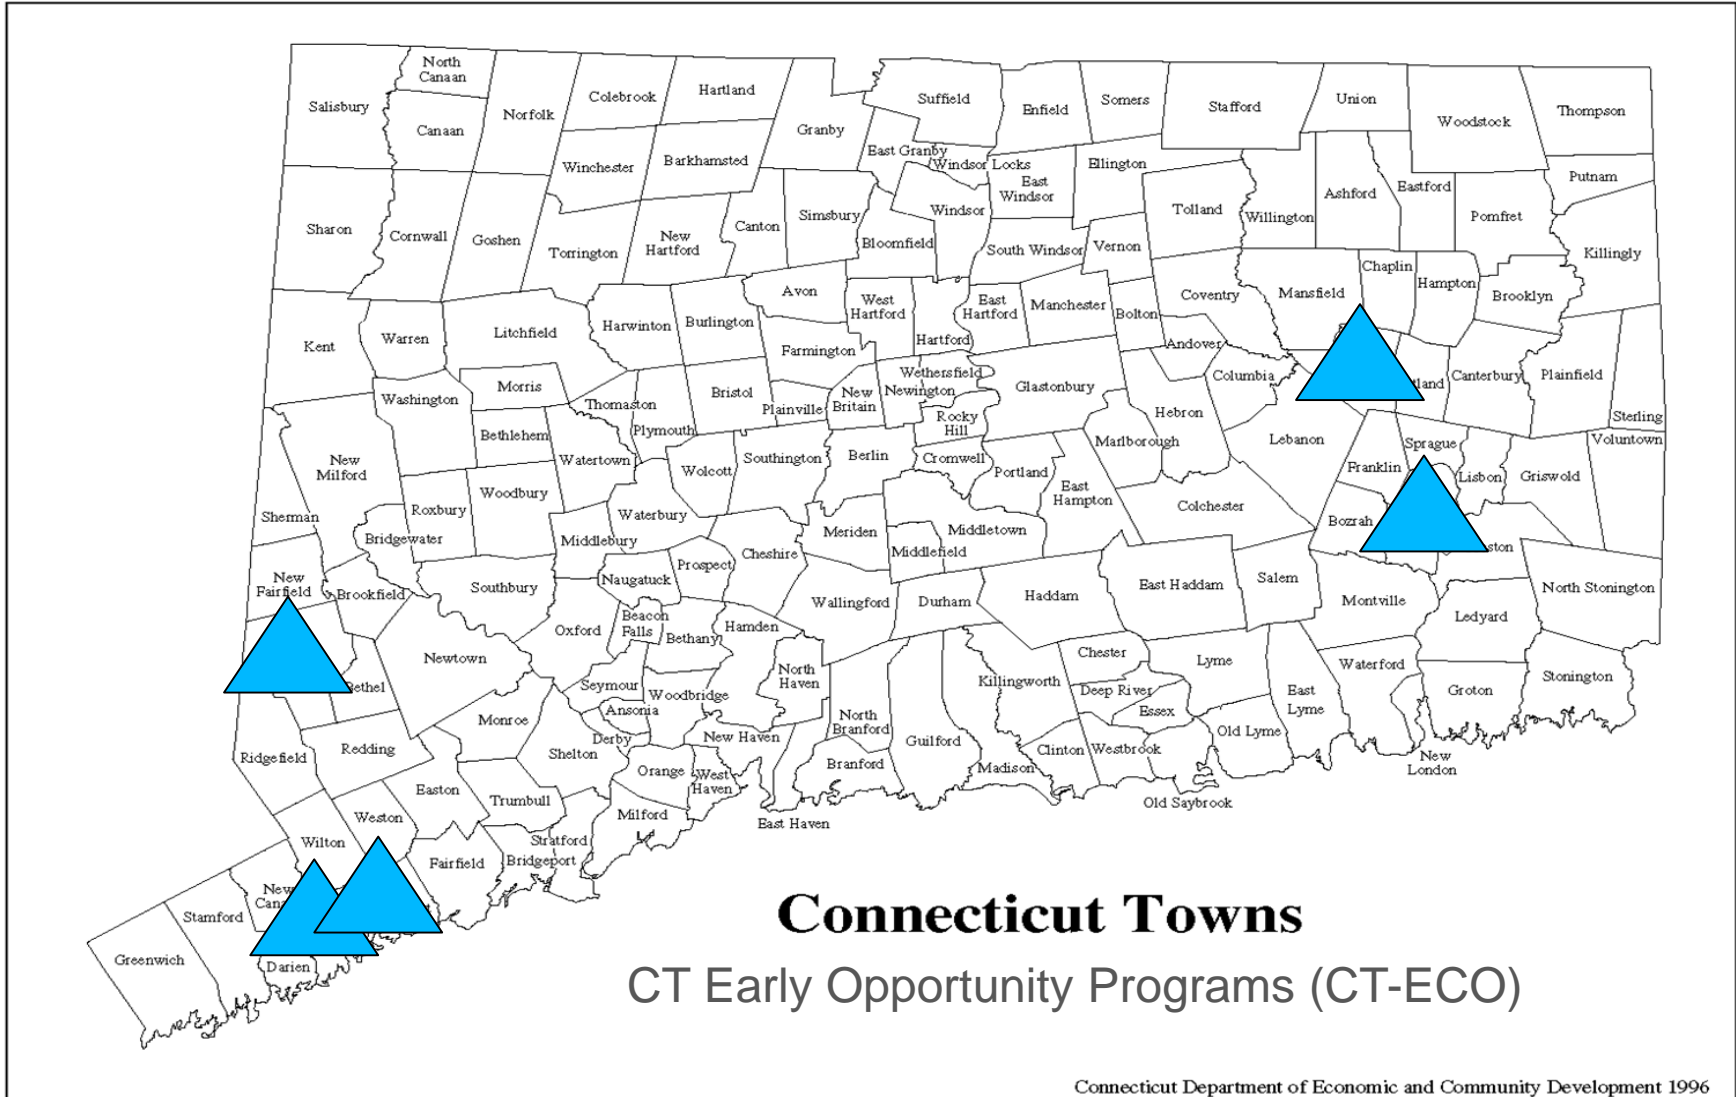 North
Canaan
Salisbury
Canaan
Norfolk
Colebrook
Hartland
Granby
Suffield
Enfield
Somers
Stafford
Union
Woodstock
Thompson
Winchester
Barkhamsted
East Granby
Windsor Locks
East
Windsor
Ellington
Ashford
Eastford
Putnam
Sharon
Cornwall
Goshen
Torrington
New
Hartford
Canton
Simsbury
Bloomfield
Windsor
South Windsor
Vernon
Tolland
Willington
Pomfret
Killingly
Kent
Warren
Litchfield
Harwinton
Burlington
Avon
West
Hartford
Hartford
East
Hartford
Manchester
Bolton
Coventry
Mansfield
Chaplin
Hampton
Brooklyn
Farmington
Andover
Columbia
Canterbury
Plainfield
Sterling
Morris
Washington
Thomaston
Plymouth
Bristol
Plainville
New
Britain
Wethersfield
Newington
Rocky
Hill
Glastonbury
Hebron
Marlborough
Lebanon
Sprague
Voluntown
Bethlehem
Watertown
Wolcott
Southington
Berlin
Cromwell
Portland
East
Hampton
Colchester
Franklin
Lisbon
Griswold
New
Milford
Sherman
Roxbury
Woodbury
Bridgewater
Middlebury
Waterbury
Cheshire
Meriden
Middletown
Middlefield
Bozrah
ston
New
Fairfield
Brookfield
Southbury
Naugatuck
Prospect
Wallingford
Durham
Haddam
East Haddam
Salem
Montville
Ledyard
North Stonington
Oxford
Beacon
Falls
Bethany
Hamden
Newtown
ethel
Seymour
Woodbridge
Ansonia
Derby
North
Haven
North
Branford
Killingworth
Chester
Deep River
Essex
Lyme
East
Lyme
Waterford
Groton
Stonington
Ridgefield
Redding
Monroe
Shelton
Orange
New Haven
West
Haven
Branford
Guilford
Madison
Clinton
Westbrook
Old Lyme
New
London
Old Saybrook
Easton
Trumbull
Milford
East Haven
Weston
Wilton
Fairfield
Stratford
Bridgeport
New
Can
Stamford
Greenwich
Darien
tland
Connecticut Towns
CT Early Opportunity Programs (CT-ECO)
Connecticut Department of Economic and Community Development 1996